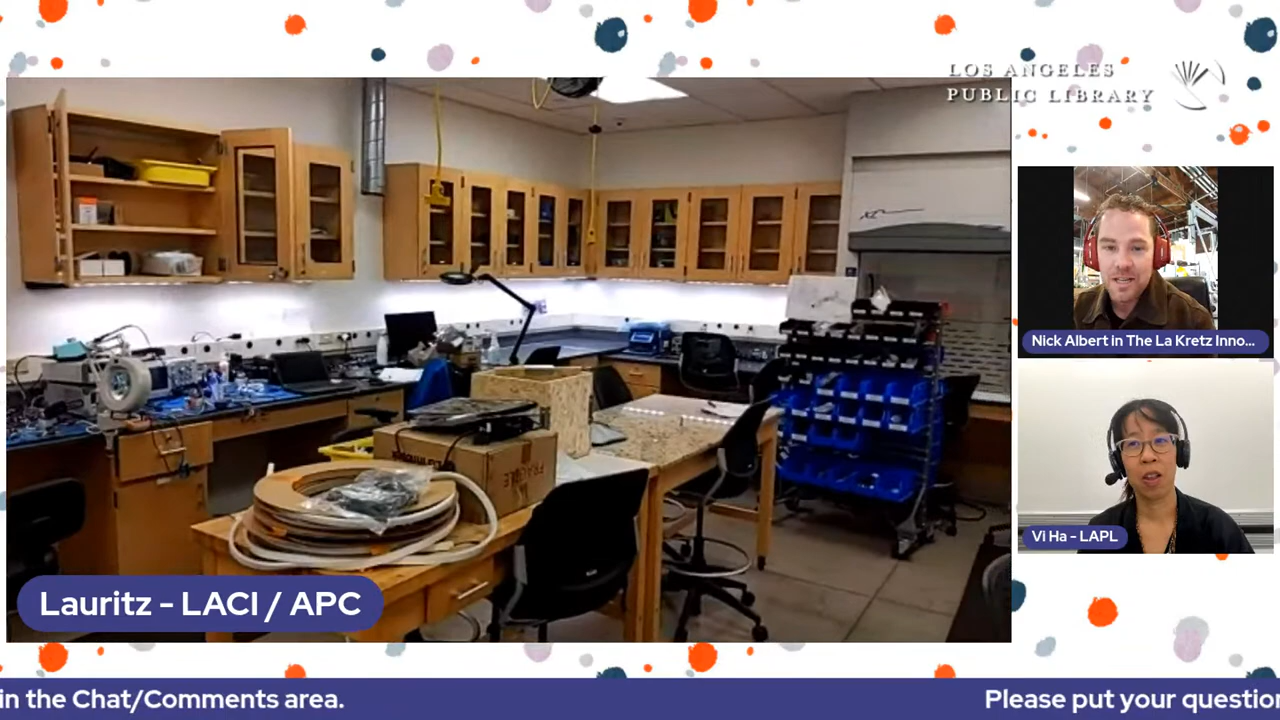 LOS ANGELES
PUBLIC LIBRARY
Nick Albert in The La Kretz Inno...
Vi Ha - LAPL
FRAGILE
Lauritz - LACI / APC
in the Chat/Comments area.
Please put your question